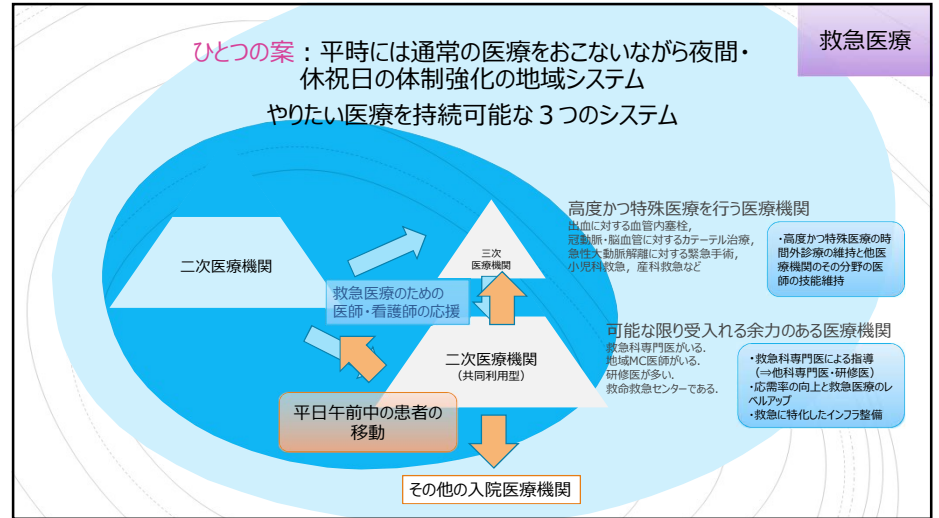 救急医療
ひとつの案：平時には通常の医療をおこないながら夜間・
休祝日の体制強化の地域システム
やりたい医療を持続可能な３つのシステム
二次医療機関
三次
医療機関
救急医療のための
医師・看護師の応援
二次医療機関
（共同利用型）
平日午前中の患者の
移動
その他の入院医療機関
高度かつ特殊医療を行う医療機関
出血に対する血管内塞栓，
冠動脈・脳血管に対するカテーテル治療，
急性大動脈解離に対する緊急手術，
小児科救急，産科救急など
・高度かつ特殊医療の時
間外診療の維持と他医
療機関のその分野の医
師の技能維持
可能な限り受入れる余力のある医療機関
救急科専門医がいる．
地域MC医師がいる．
研修医が多い．
救命救急センターである．
・救急科専門医による指導
（⇒他科専門医・研修医）
・応需率の向上と救急医療のレ
ベルアップ
・救急に特化したインフラ整備